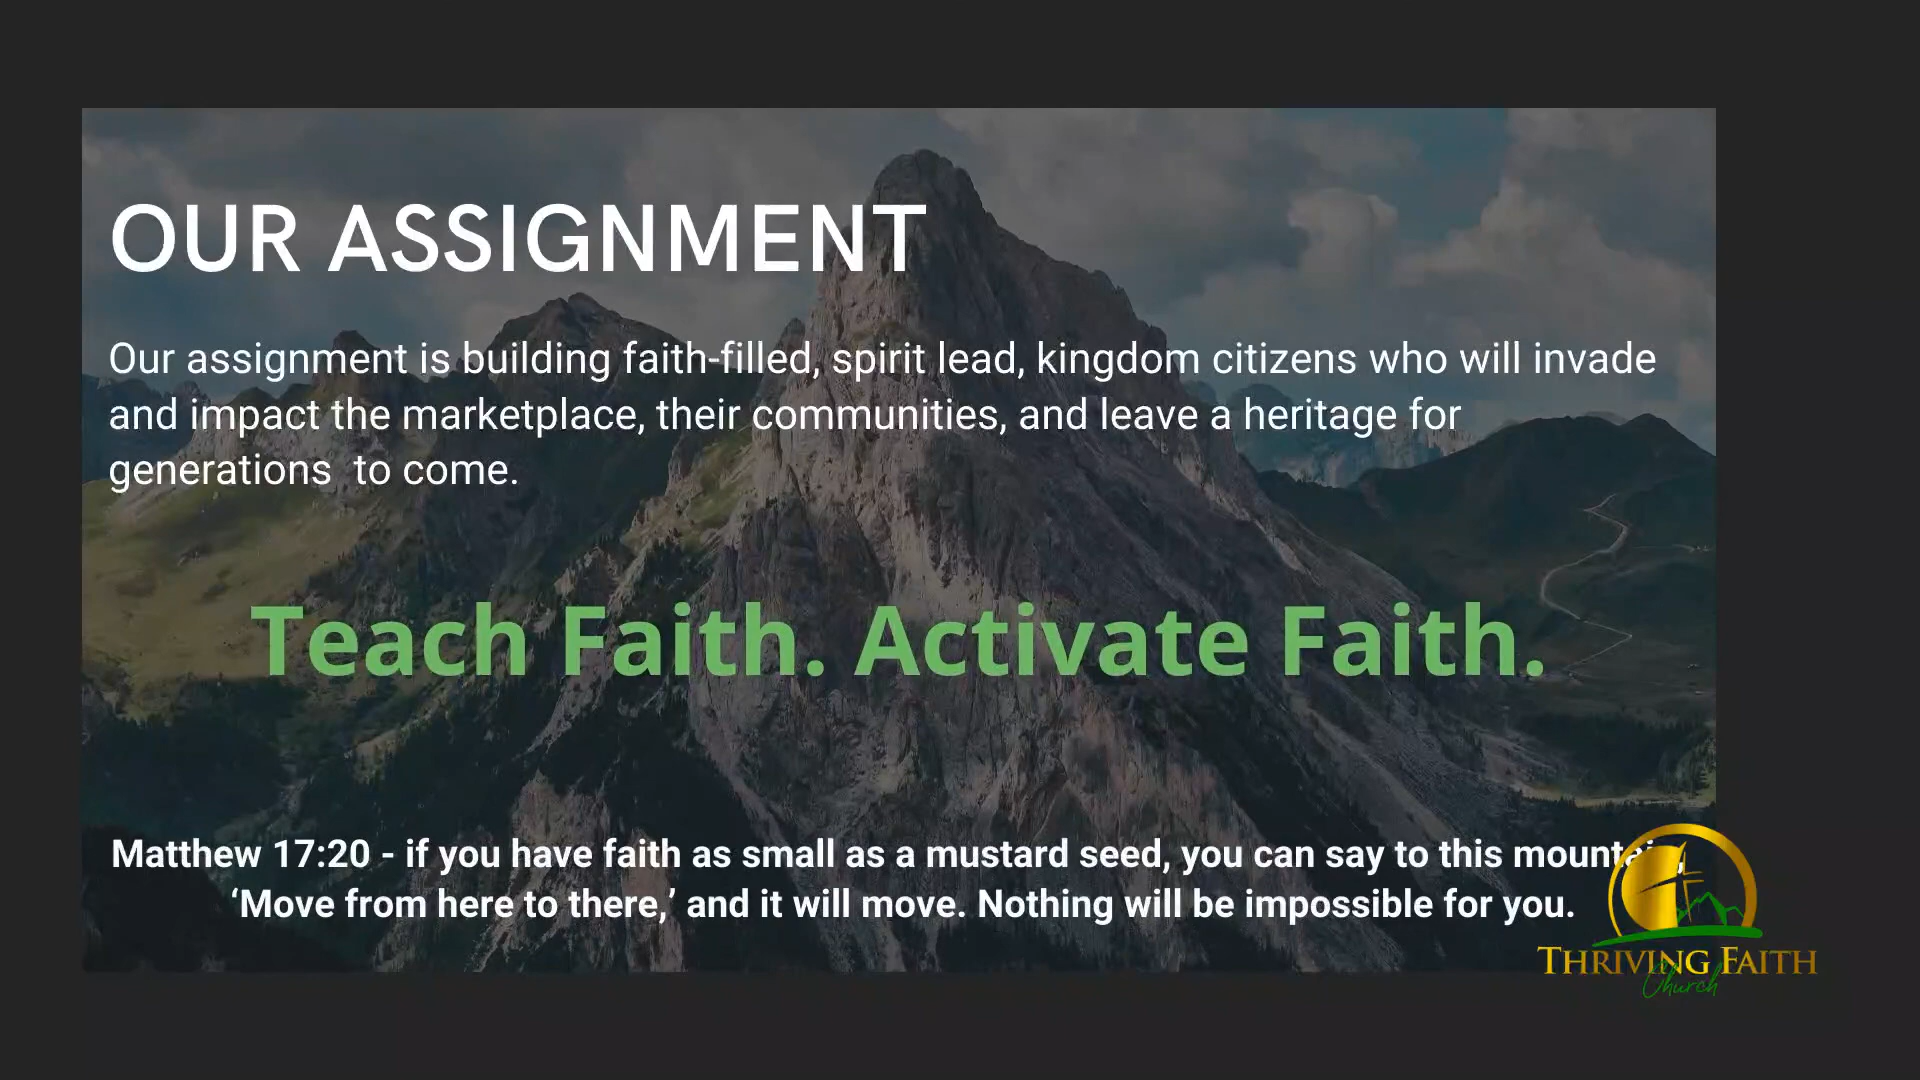 OUR ASSIGNMENT
Our assignment is building faith-filled, spirit lead, kingdom citizens who will invade
and impact the marketplace, their communities, and leave a heritage for
generations  to come.
Teach Faith. Activate Faith.
Matthew 17:20 - if you have faith as small as a mustard seed, you can say to this mountain,
‘Move from here to there,’ and it will move. Nothing will be impossible for you.
THRIVING FAITH
Church